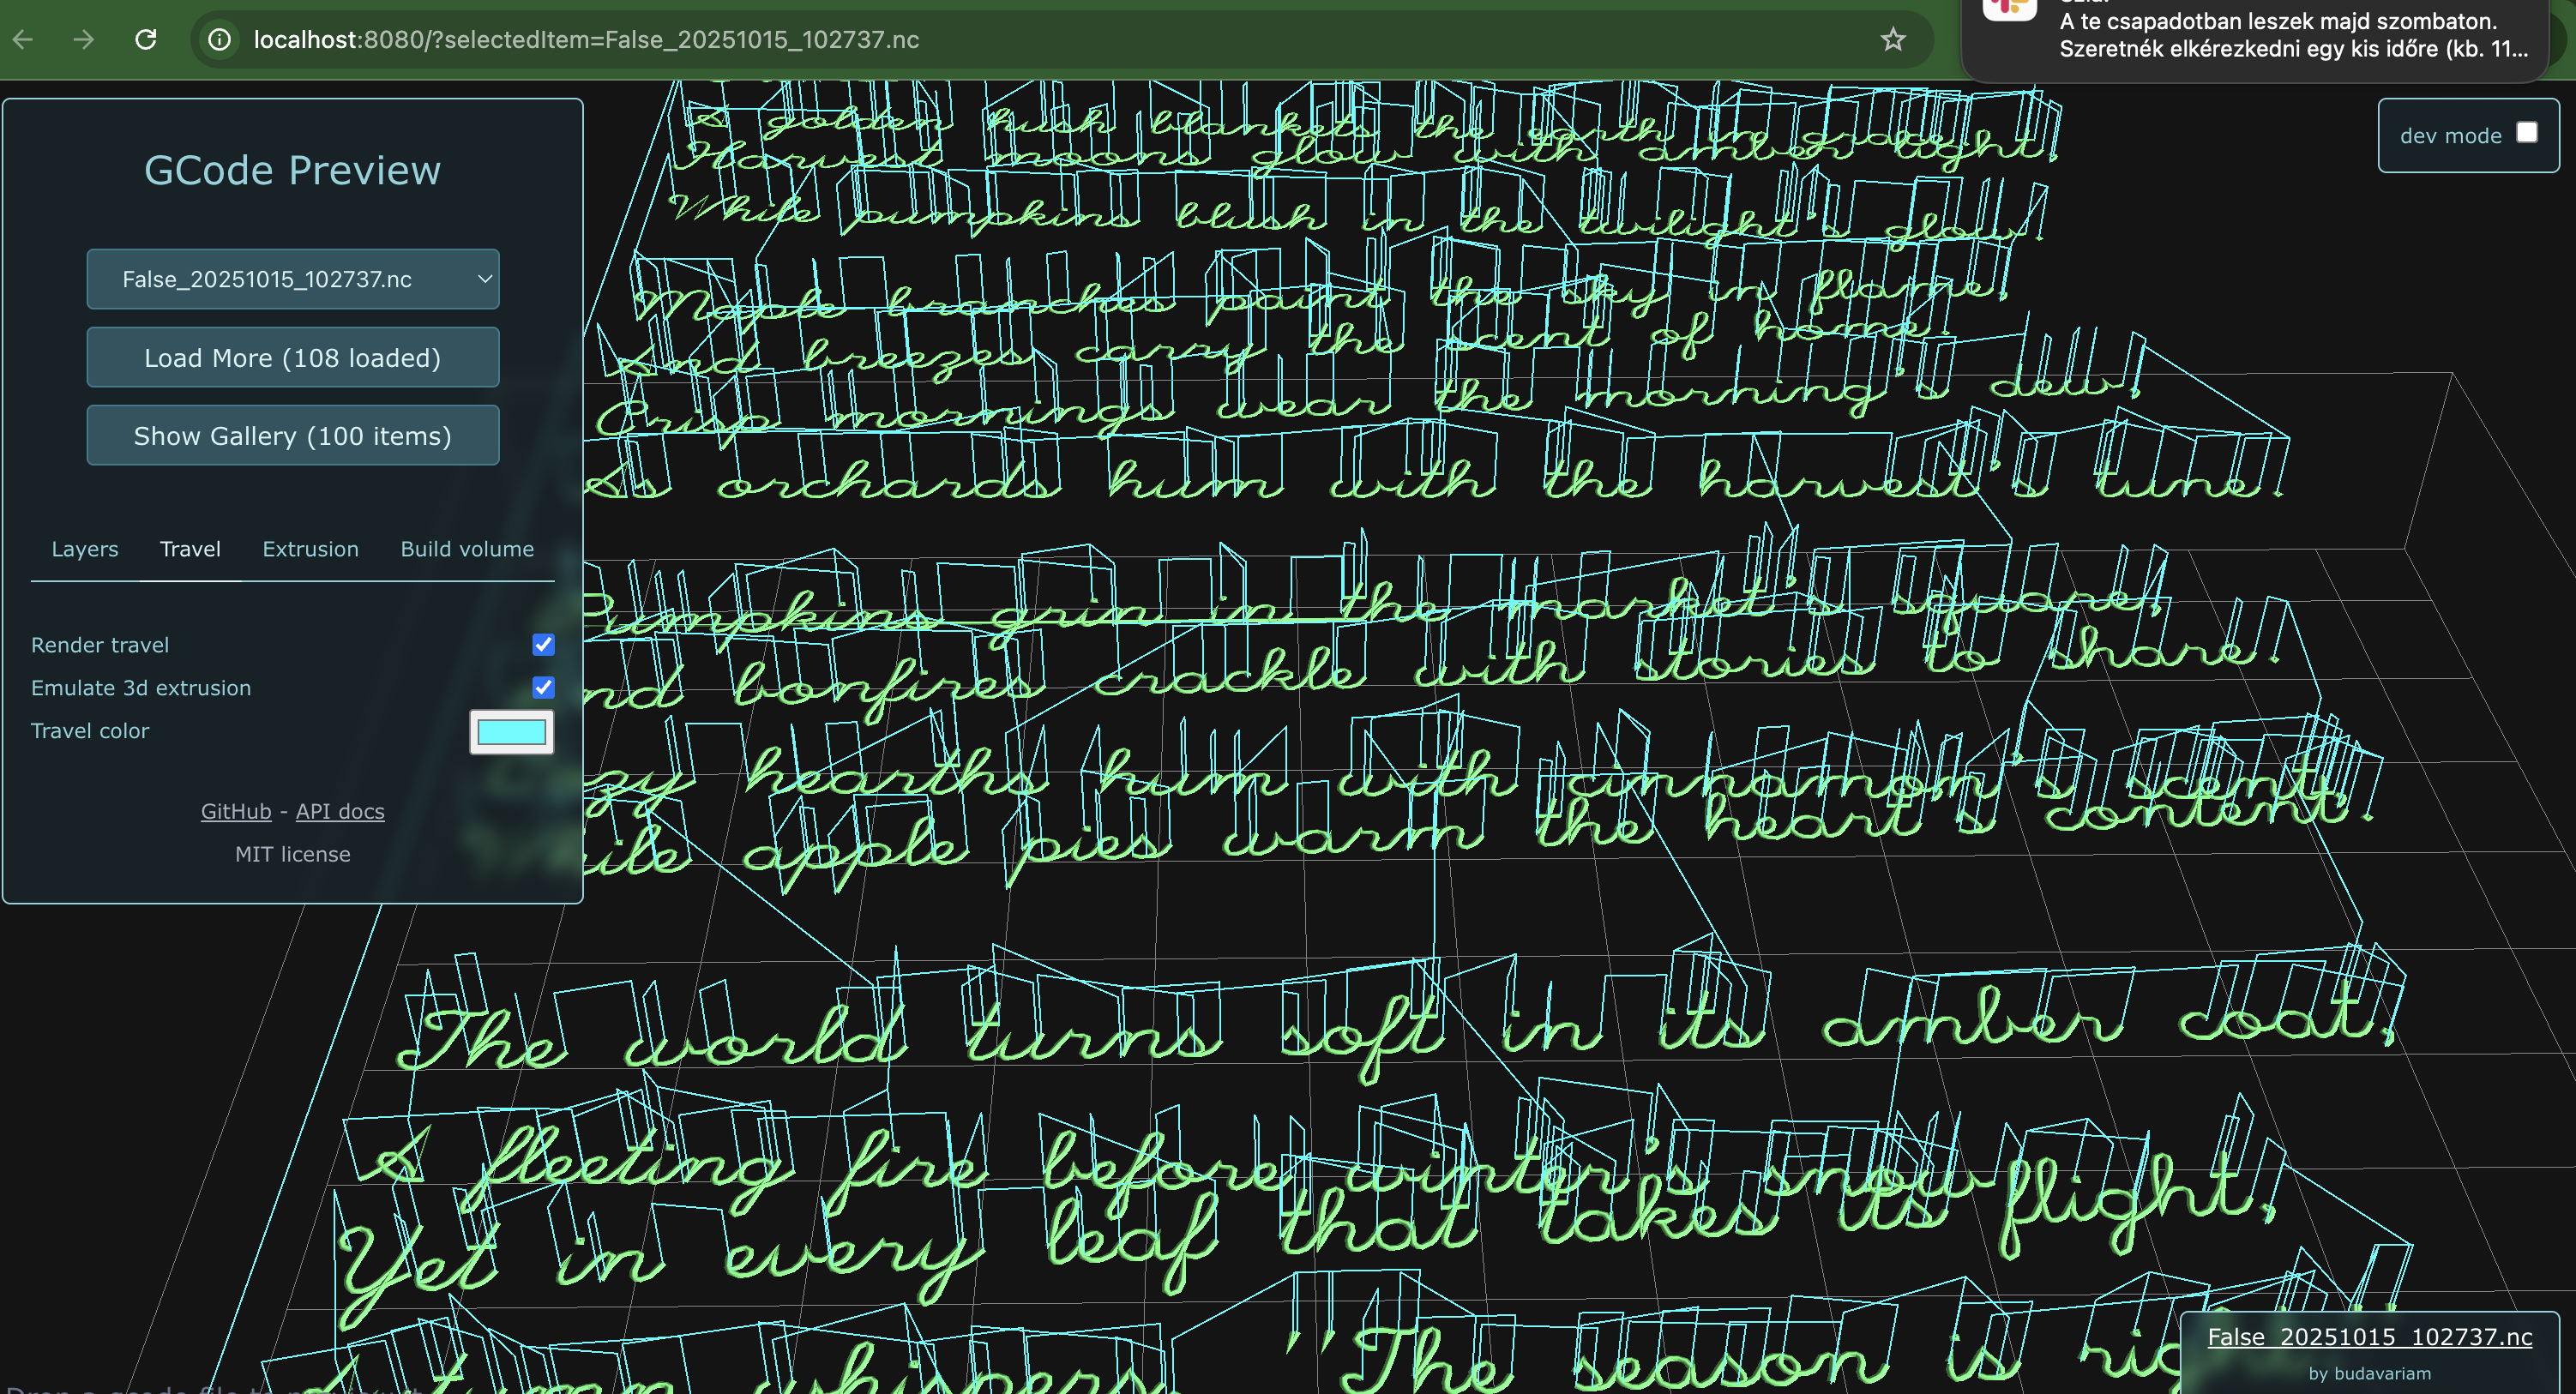 localhost:8080/?selectedItem=False_20251015_102737.nc
A te csapadotban leszek majd szombaton.
Szeretnék elkérezkedni egy kis időre (kb. 11...
dev mode
GCode Preview
False_20251015_102737.nc
Load More (108 loaded)
Show Gallery (100 items)
Layers Travel Extrusion Build volume
Render travel
Emulate 3d extrusion
Travel color
GitHub - API docs
MIT license
A golden hush blankets the earth in
Harvest moons glow with amber light,
While pumpkins blush in the twilight's glow.
Maple branches paint the sky in flame,
And breezes carry the scent of home.
Crisp mornings wear the morning's dew,
As orchards hum with the harvest's tune.
Pumpkins grin in the market's square,
nd bonfires crackle with stories to share.
zy hearths hum with cinnamon's scent,
ile apple pies warm the heart's content.
The world turns soft in its amber coat,
A fleeting fire before winter's snow
Yet in every leaf that takes its flight,
"The season is
whispers
False_20251015_102737.nc
by budavariam